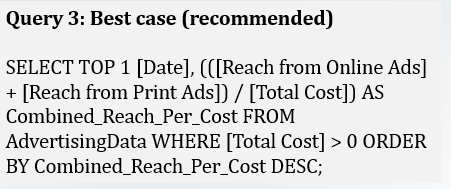 Query 3: Best case (recommended)
SELECT TOP 1 [Date], (([Reach from Online Ads]
+ [Reach from Print Ads]) / [Total Cost]) AS
Combined_Reach_Per_Cost FROM
AdvertisingData WHERE [Total Cost] > 0 ORDER
BY Combined_Reach_Per_Cost DESC;